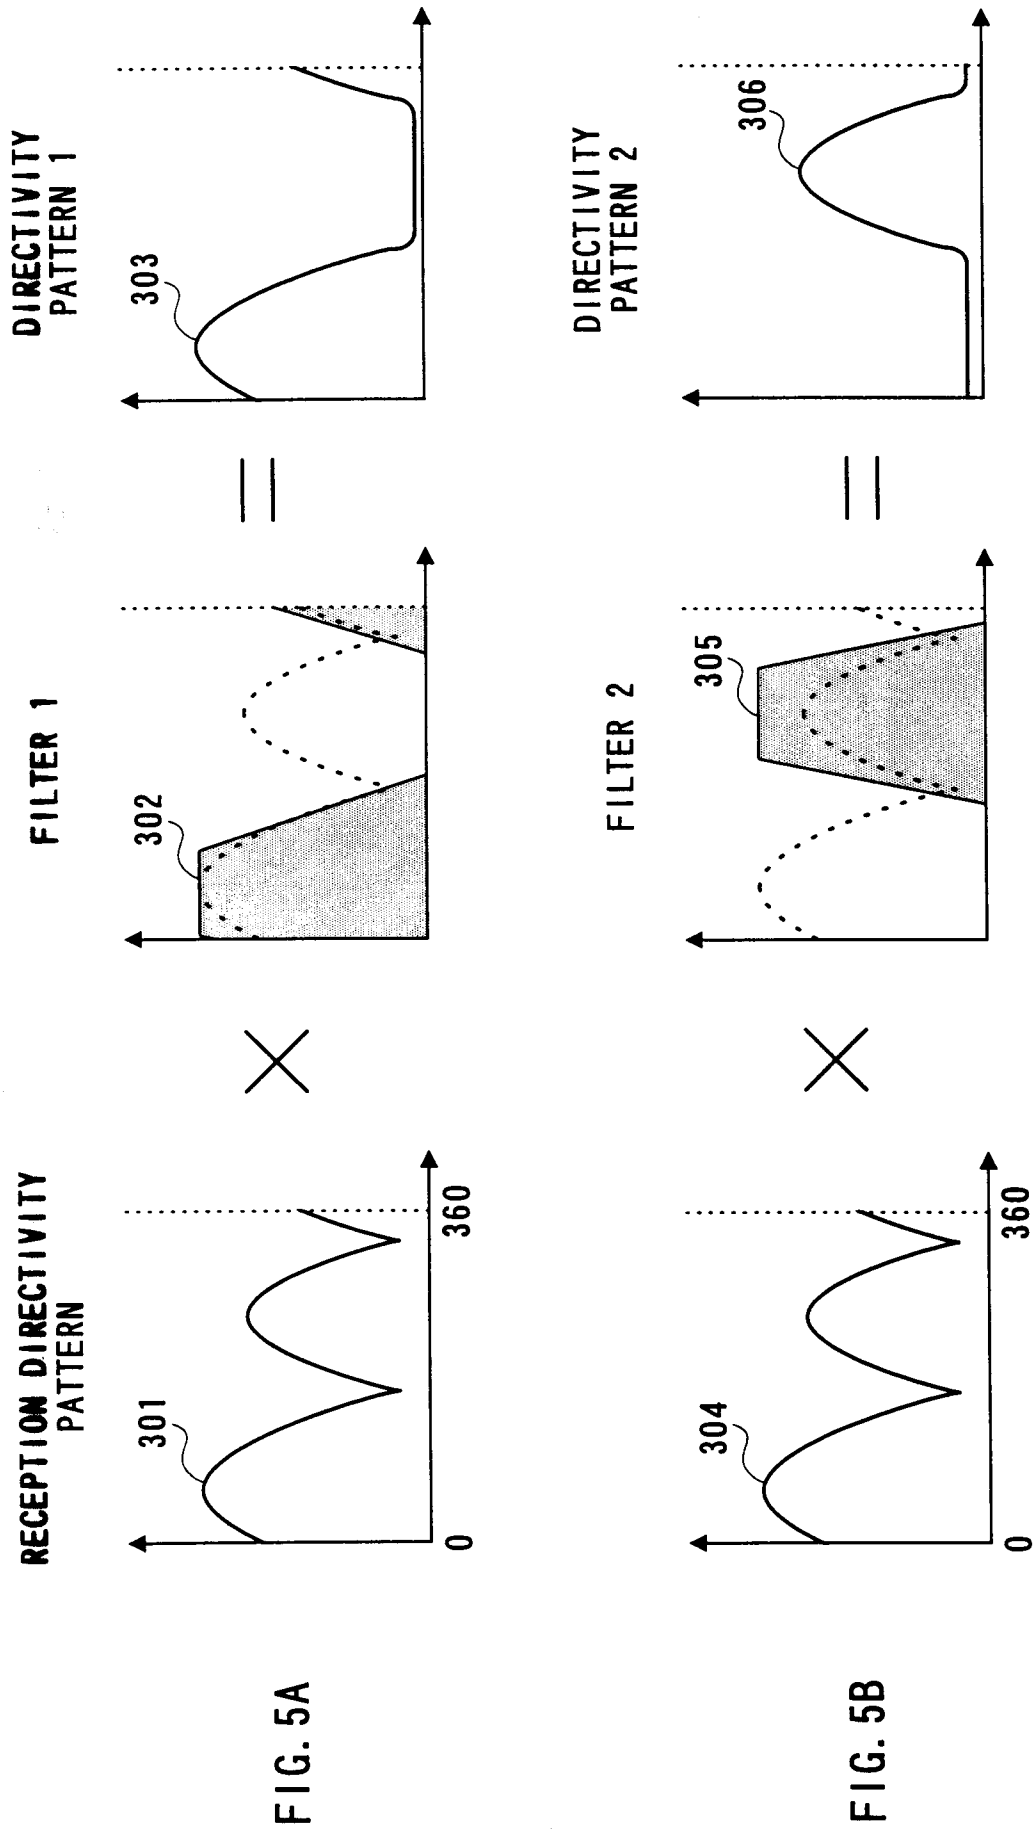 FIG. 5A
RECEPTION DIRECTIVITY
PATTERN
301
0
360
FILTER 1
302
DIRECTIVITY
PATTERN 1
303
FIG. 5B
304
0
360
FILTER 2
305
DIRECTIVITY
PATTERN 2
306